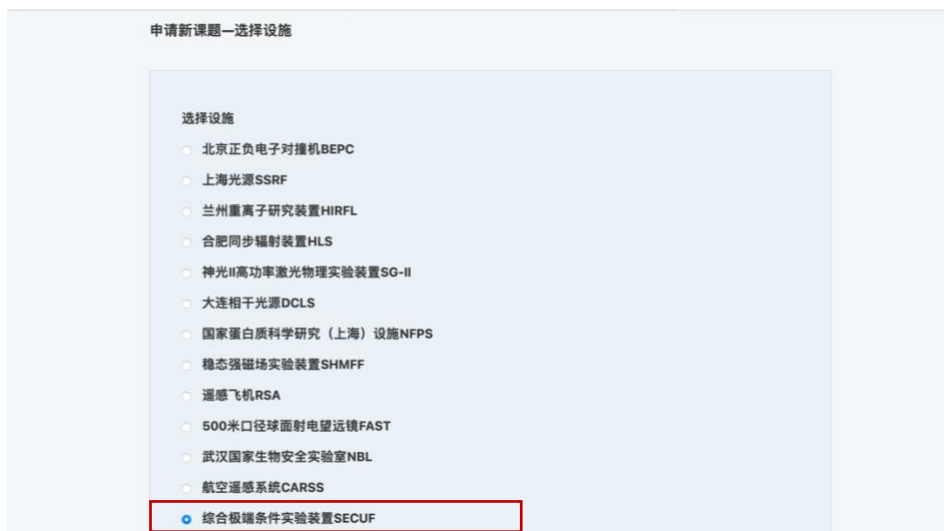 申请新课题—选择设施
选择设施
北京正负电子对撞机BEPC
上海光源SSRF
兰州重离子研究装置HIRFL
合肥同步辐射装置HLS
神光II高功率激光物理实验装置SG-II
大连相干光源DCLS
国家蛋白质科学研究（上海）设施NFPS
稳态强磁场实验装置SHMFF
遥感飞机RSA
500米口径球面射电望远镜FAST
武汉国家生物安全实验室NBL
航空遥感系统CARSS
综合极端条件实验装置SECUF